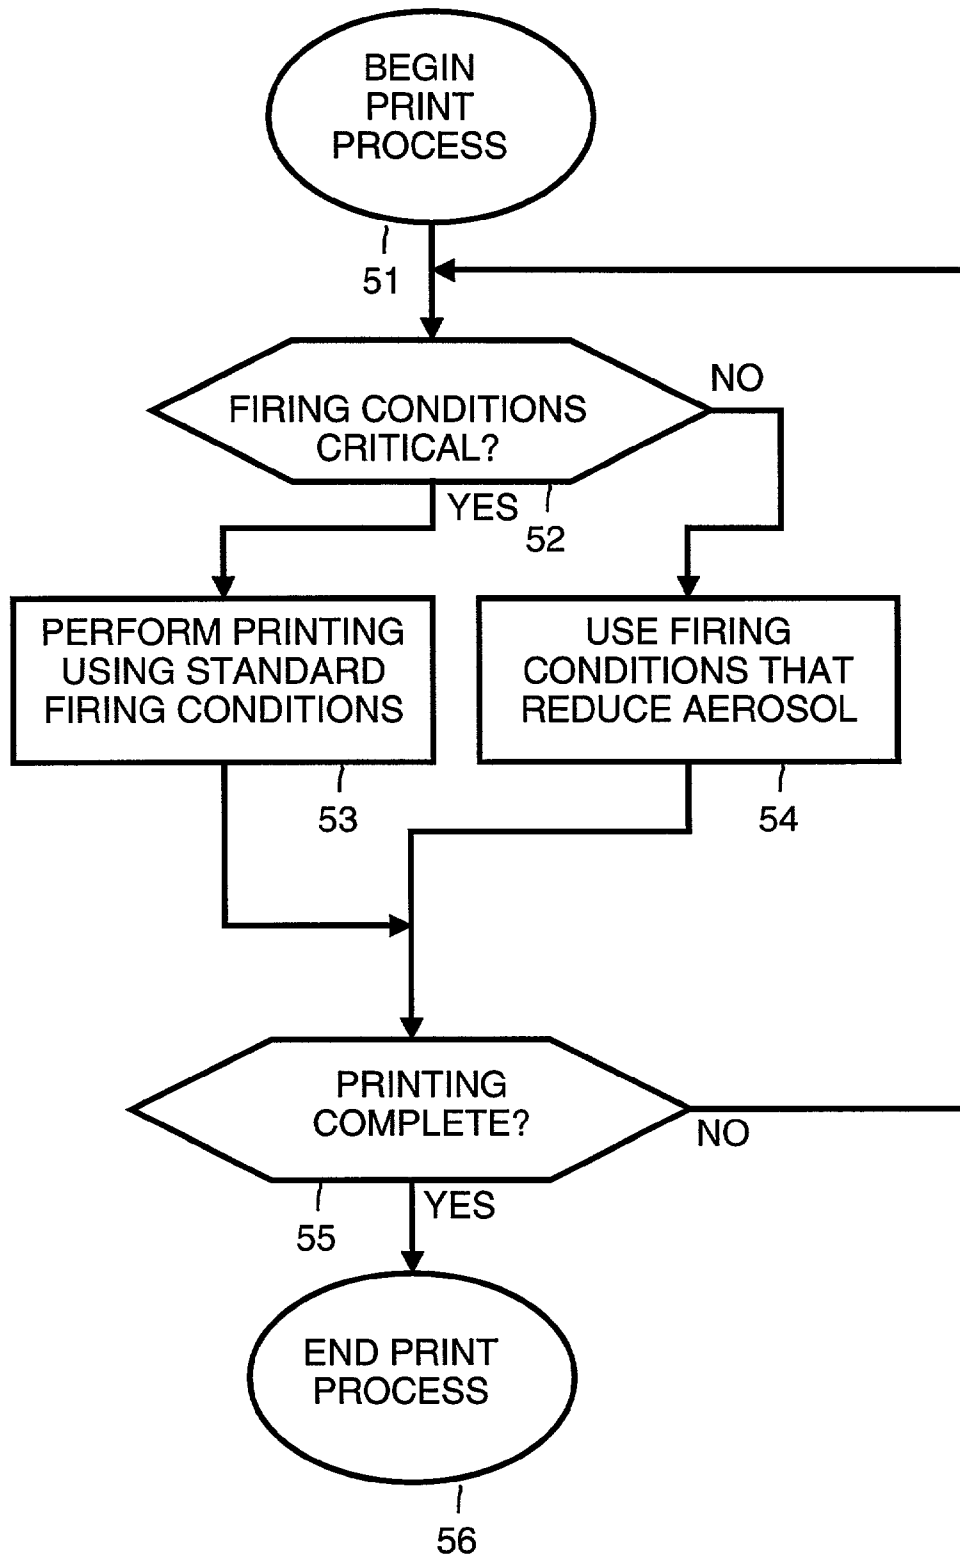 BEGIN
PRINT
PROCESS
51
NO
FIRING CONDITIONS
CRITICAL?
YES
52
PERFORM PRINTING
USING STANDARD
FIRING CONDITIONS
53
USE FIRING
CONDITIONS THAT
REDUCE AEROSOL
54
PRINTING
COMPLETE?
NO
YES
55
END PRINT
PROCESS
56